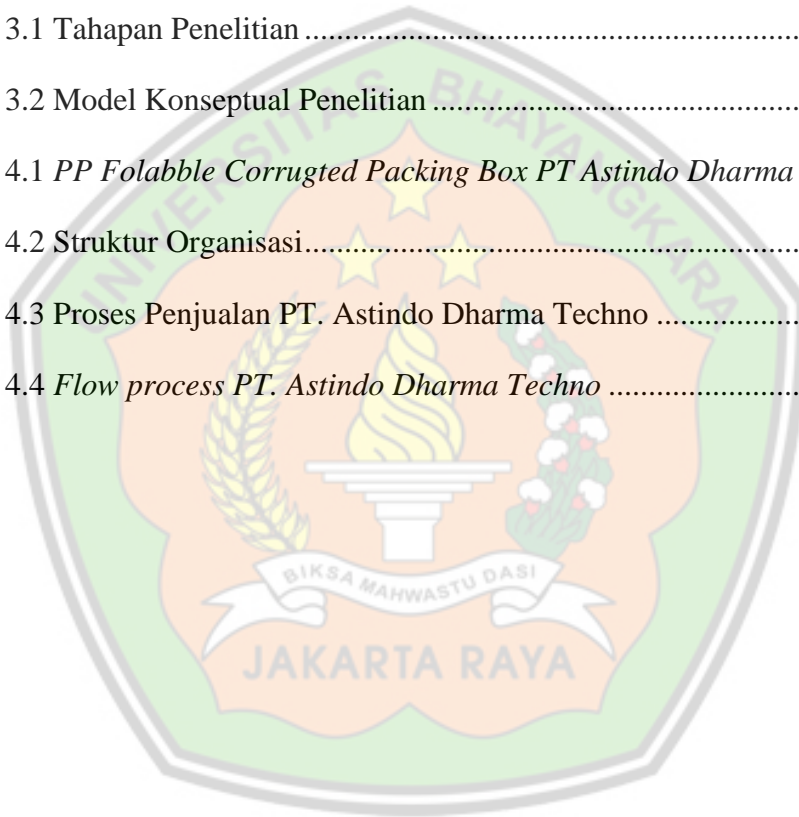 3.1 Tahapan Penelitian ........................................................
3.2 Model Konseptual Penelitian ..........................................
4.1 PP Folabble Corrugted Packing Box PT Astindo Dharma
4.2 Struktur Organisasi........................................................
4.3 Proses Penjualan PT. Astindo Dharma Techno ................
4.4 Flow process PT. Astindo Dharma Techno ......................
UNIVERSITAS BHAYANGKARA
BIKSA MAHWASTU DASI
JAKARTA RAYA